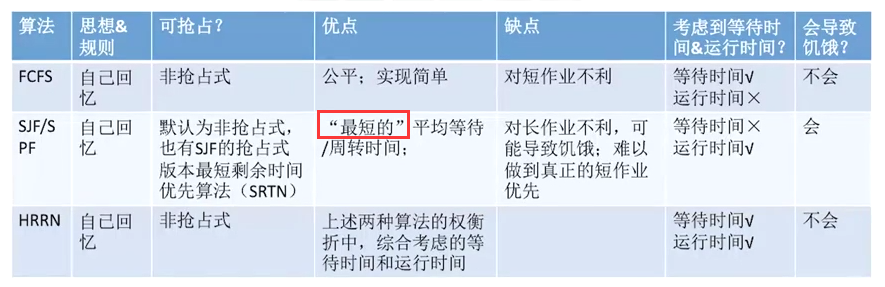 算法 思想& 可抢占? 优点 缺点 考虑到等待时 会导致
规则 间&运行时间? 饥饿?
FCFS 自己回 非抢占式 公平;实现简单 对短作业不利 等待时间√ 不会
忆 运行时间×
SJF/S 自己回 默认为非抢占式, “最短的”平均等待 对长作业不利,可 等待时间× 会
PF 忆 也有SJF的抢占式 /周转时间; 能导致饥饿;难以 运行时间√
版本最短剩余时间 做到真正的短作业
优先算法(SRTN) 优先
HRRN 自己回 非抢占式 上述两种算法的权衡 等待时间√ 不会
忆 折中,综合考虑的等 运行时间√
待时间和运行时间